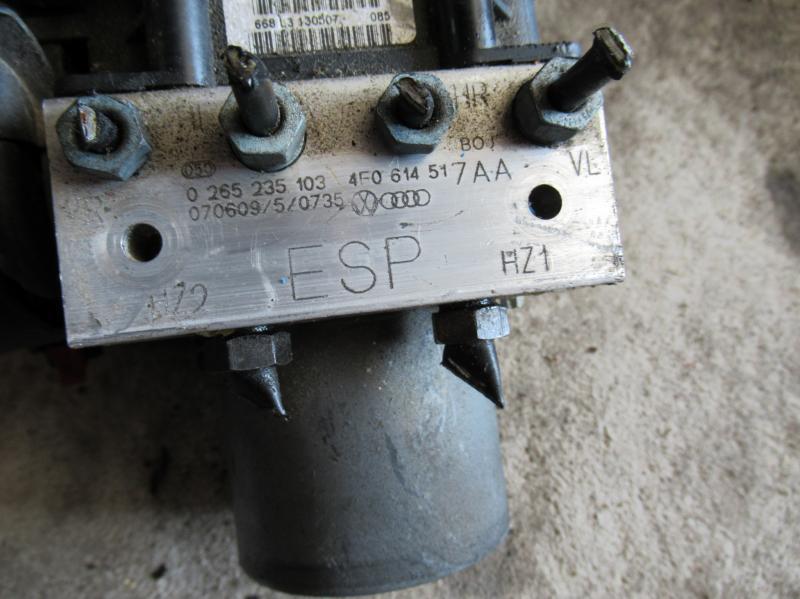 668 L3 130507 085
HR
BOT
0 265 235 103 4F0 614 517AA VL
070609/5/0735
ESP HZ1
HZ2